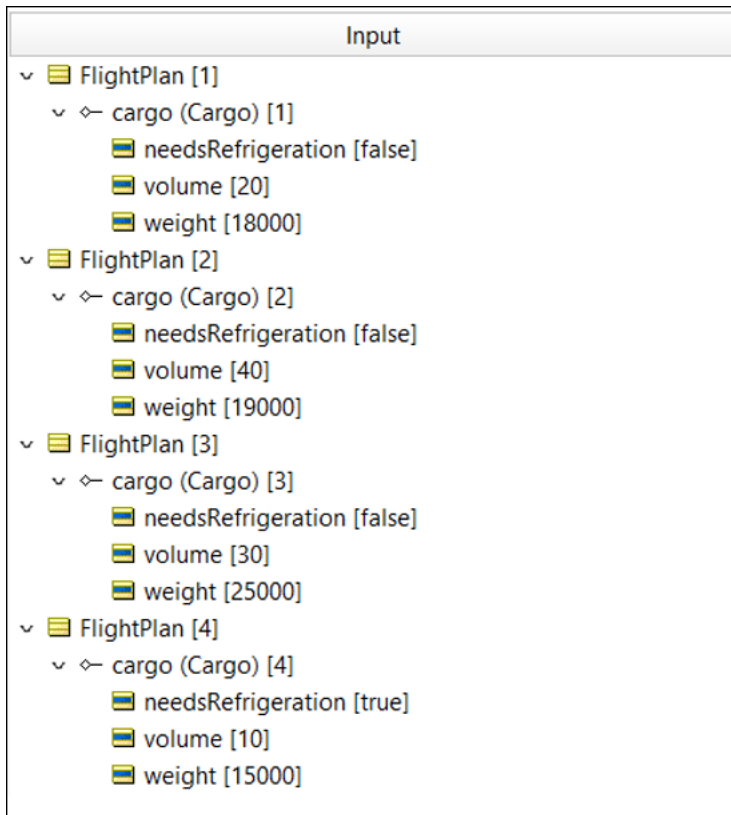 Input
FlightPlan [1]
cargo (Cargo) [1]
needsRefrigeration [false]
volume [20]
weight [18000]
FlightPlan [2]
cargo (Cargo) [2]
needsRefrigeration [false]
volume [40]
weight [19000]
FlightPlan [3]
cargo (Cargo) [3]
needsRefrigeration [false]
volume [30]
weight [25000]
FlightPlan [4]
cargo (Cargo) [4]
needsRefrigeration [true]
volume [10]
weight [15000]